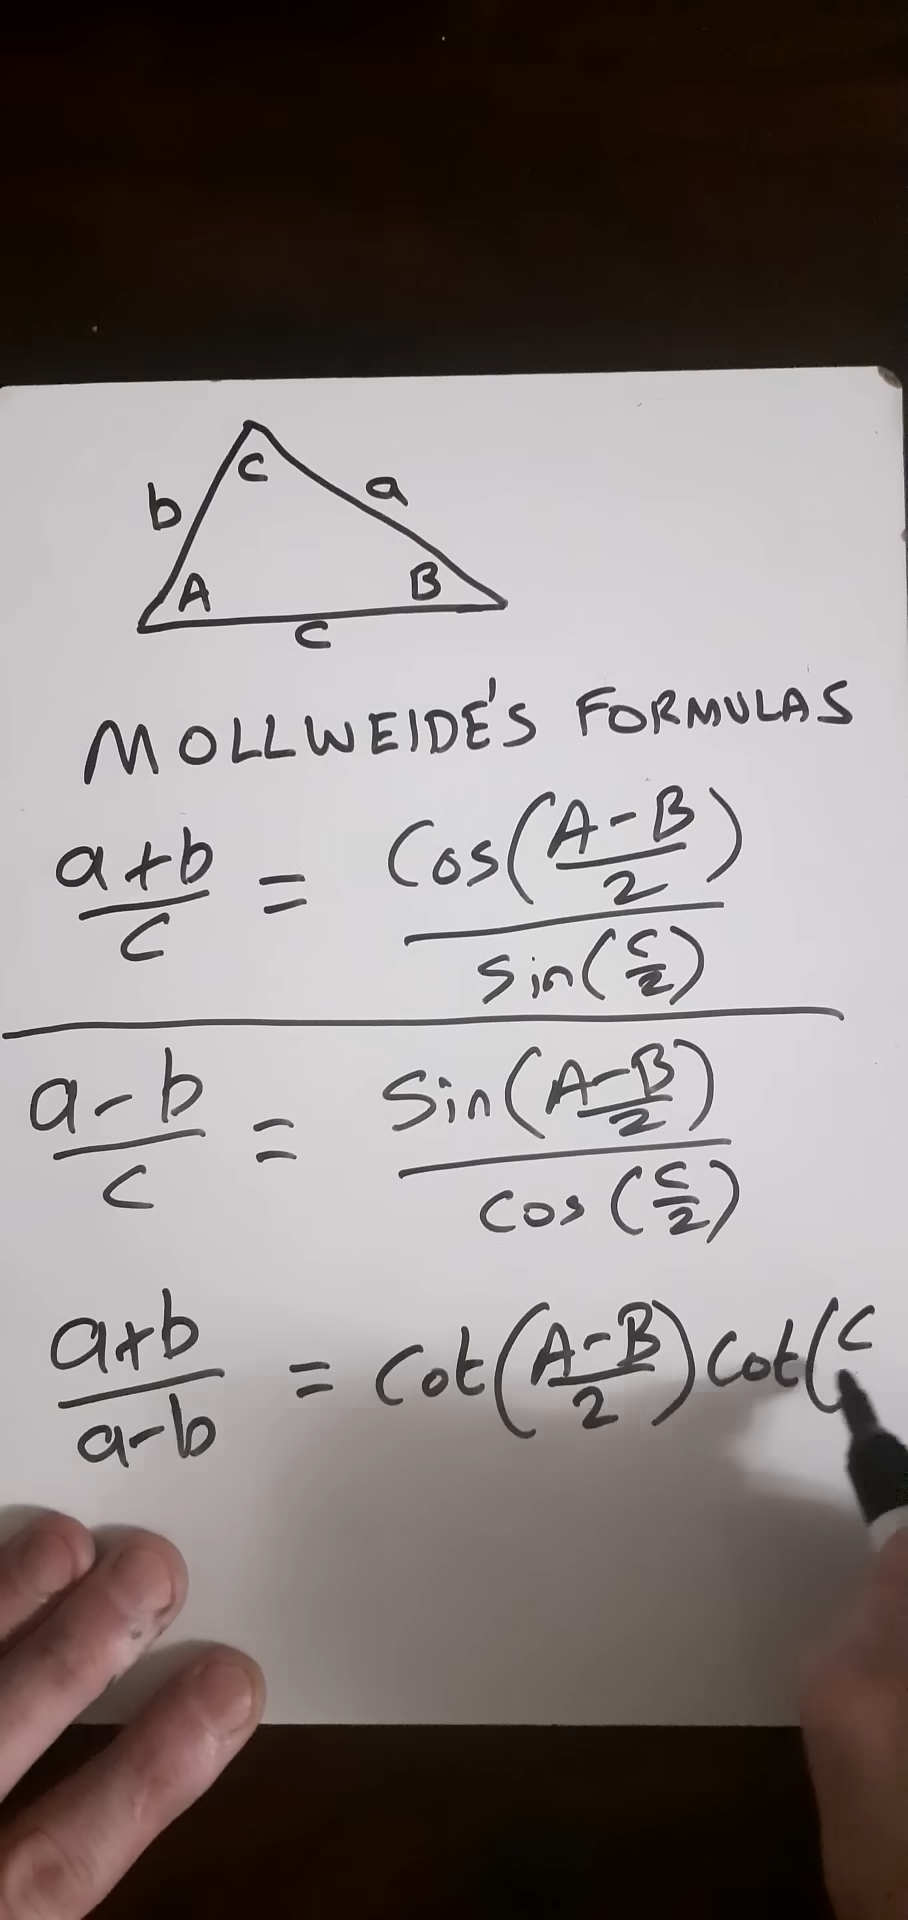 C
b a
A B
c
MOLLWEIDE'S FORMULAS
a+b/c = Cos(A-B/2)/Sin(C/2)
a-b/c = Sin(A-B/2)/Cos(C/2)
a+b/a-b = Cot(A-B/2)Cot(C